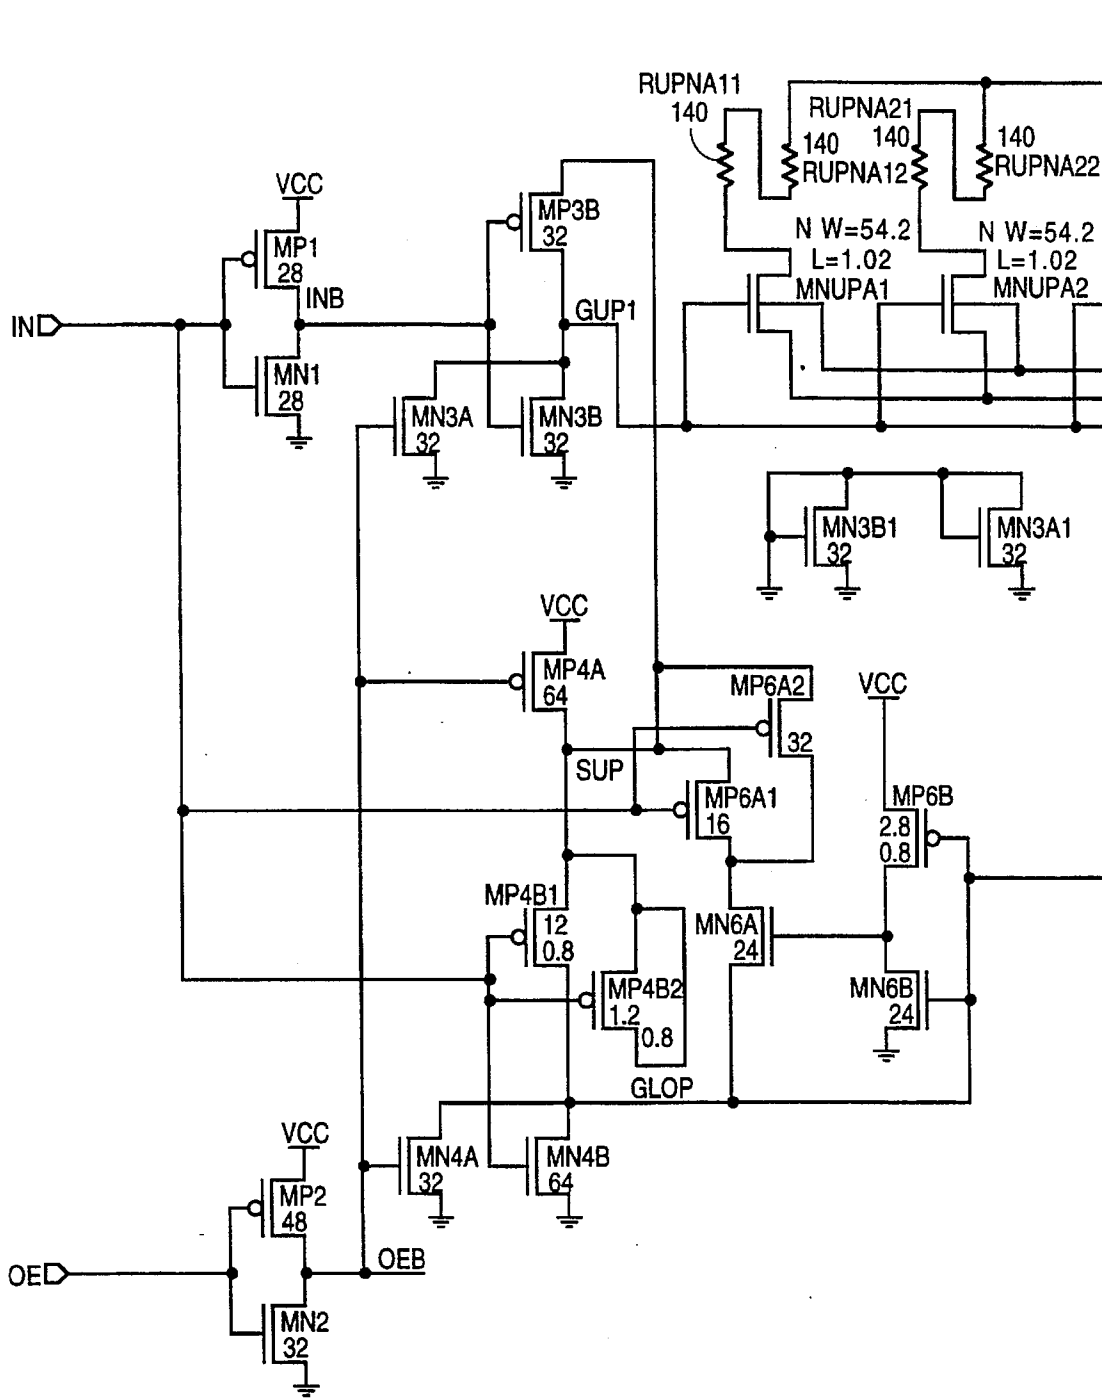 RUPNA11
140
RUPNA21
140
140
RUPNA12
140
RUPNA22
VCC
MP1
28
INB
MP3B
32
N W=54.2
L=1.02
MNUPA1
N W=54.2
L=1.02
MNUPA2
IN
GUP1
MN1
28
MN3A
32
MN3B
32
MN3B1
32
MN3A1
32
VCC
MP4A
64
MP6A2
32
VCC
SUP
MP6A1
16
MP6B
2.8
0.8
MP4B1
12
0.8
MN6A
24
MP4B2
1.2
0.8
MN6B
24
GLOP
VCC
MN4A
32
MN4B
64
MP2
48
OE
OEB
MN2
32